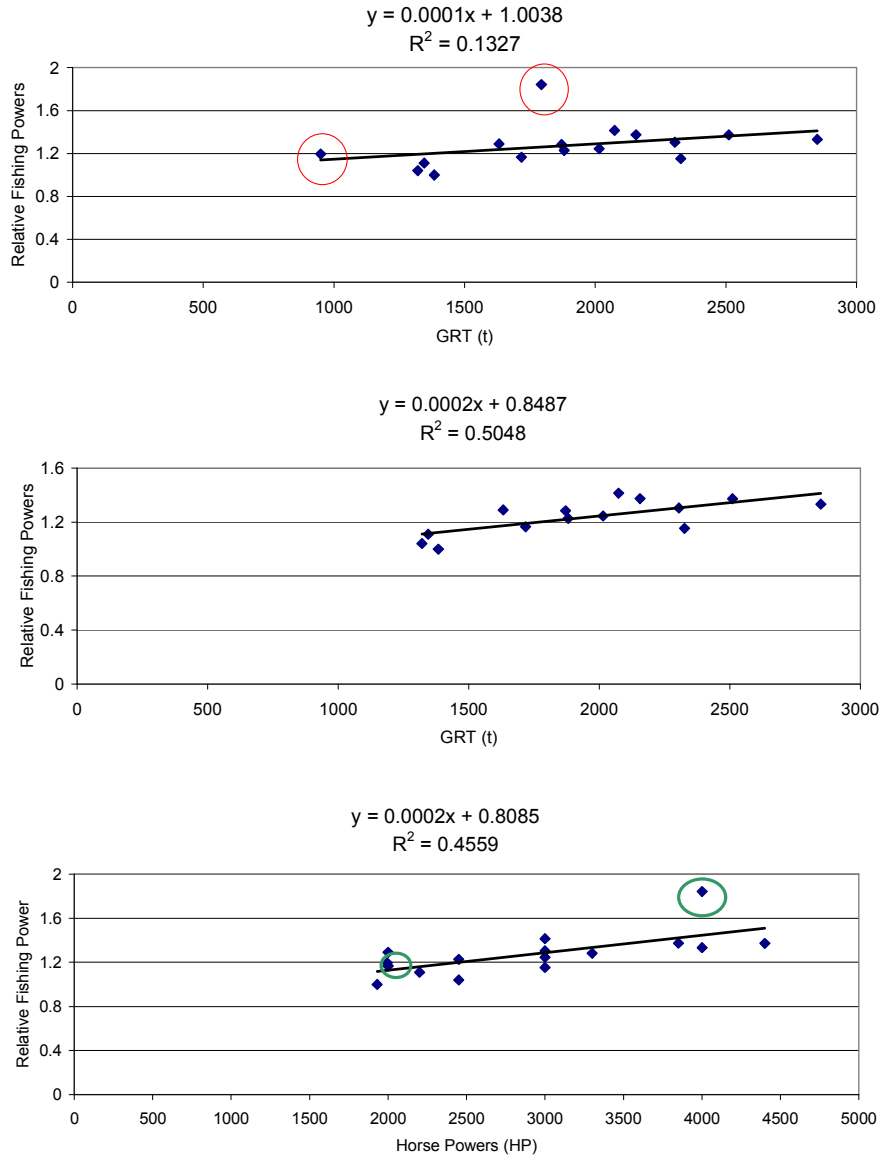 y = 0.0001x + 1.0038
R² = 0.1327
2
1.6
1.2
0.8
0.4
0
Relative Fishing Powers
0 500 1000 1500 2000 2500 3000
GRT (t)
y = 0.0002x + 0.8487
R² = 0.5048
1.6
1.2
0.8
0.4
0
Relative Fishing Powers
0 500 1000 1500 2000 2500 3000
GRT (t)
y = 0.0002x + 0.8085
R² = 0.4559
2
1.6
1.2
0.8
0.4
0
Relative Fishing Power
0 500 1000 1500 2000 2500 3000 3500 4000 4500 5000
Horse Powers (HP)